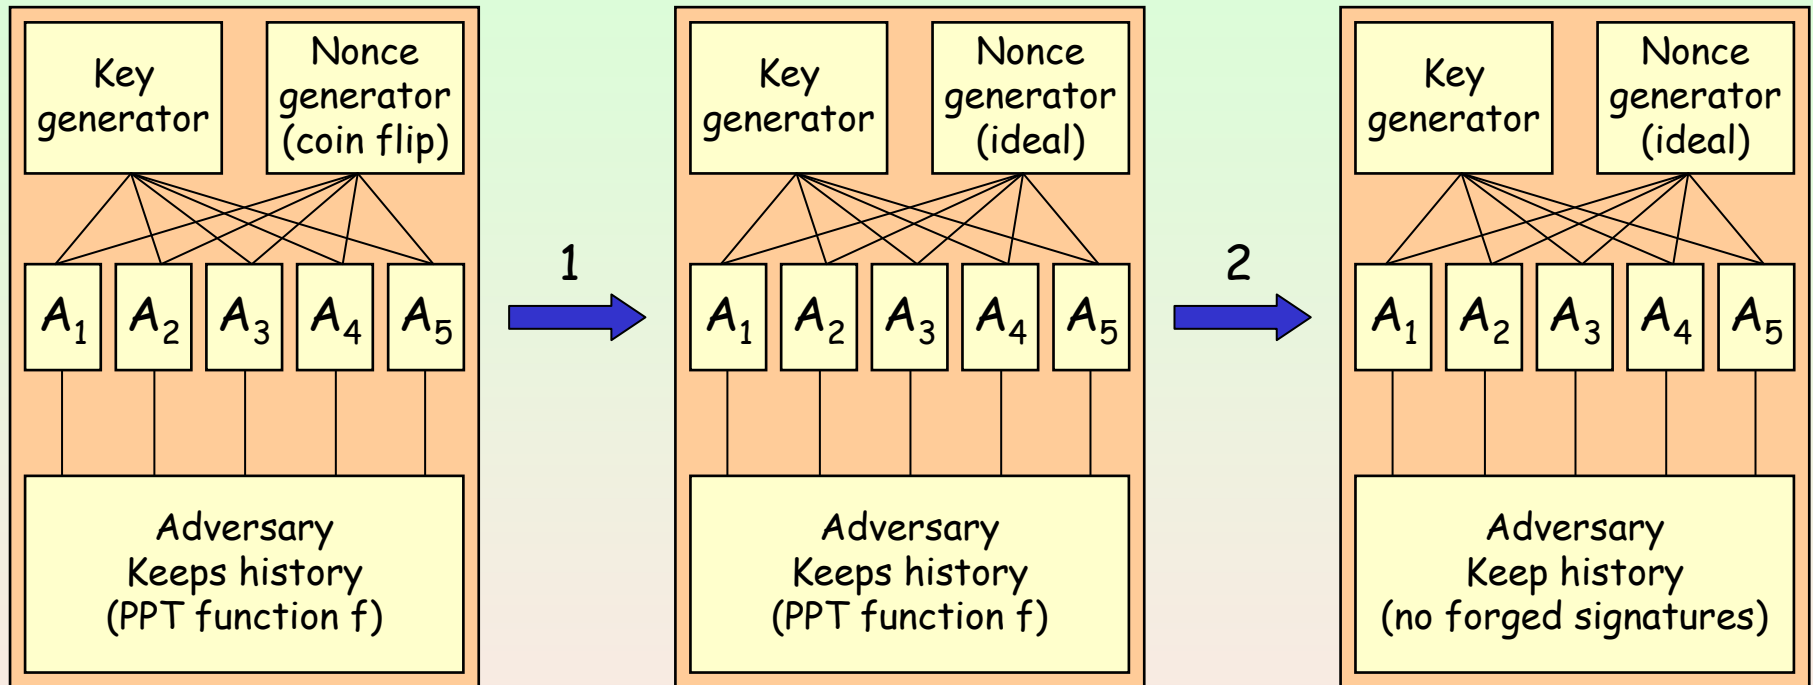 Key
generator
Nonce
generator
(coin flip)
A1
A2
A3
A4
A5
Adversary
Keeps history
(PPT function f)
1
Key
generator
Nonce
generator
(ideal)
A1
A2
A3
A4
A5
Adversary
Keeps history
(PPT function f)
2
Key
generator
Nonce
generator
(ideal)
A1
A2
A3
A4
A5
Adversary
Keep history
(no forged signatures)